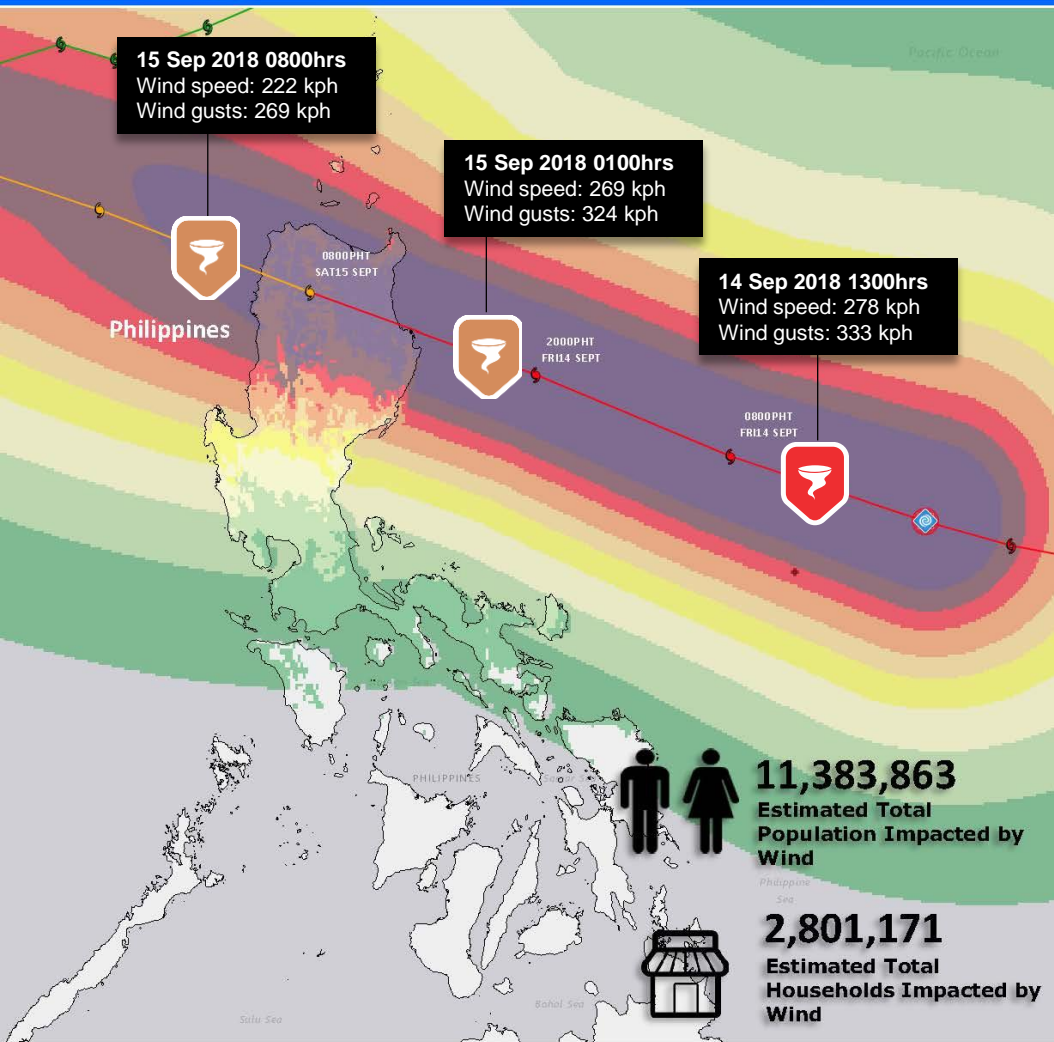 Pacific Ocean
15 Sep 2018 0800hrs
Wind speed: 222 kph
Wind gusts: 269 kph
15 Sep 2018 0100hrs
Wind speed: 269 kph
Wind gusts: 324 kph
0800PHT
SAT15 SEPT
14 Sep 2018 1300hrs
Wind speed: 278 kph
Wind gusts: 333 kph
Philippines
2000PHT
FRI14 SEPT
0800PHT
FRI14 SEPT
PHILIPPINES
11,383,863
Estimated Total
Population Impacted by
Wind
Philippine
Sea
2,801,171
Estimated Total
Households Impacted by
Wind
Bohol Sea
Sulu Sea